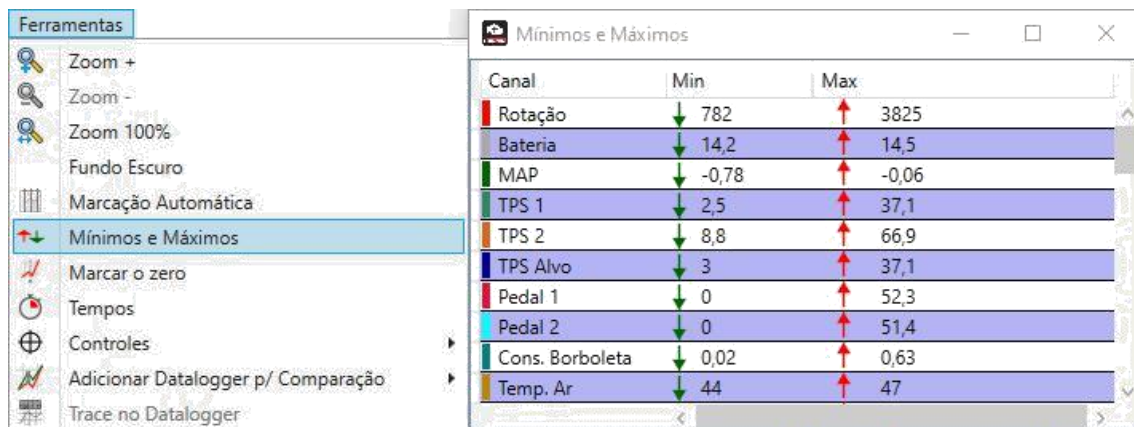 Ferramentas
Zoom +
Zoom -
Zoom 100%
Fundo Escuro
Marcação Automática
Mínimos e Máximos
Marcar o zero
Tempos
Controles
Adicionar Datalogger p/ Comparação
Trace no Datalogger
Mínimos e Máximos
Canal Min Max
Rotação 782 3825
Bateria 14,2 14,5
MAP -0,78 -0,06
TPS 1 2,5 37,1
TPS 2 8,8 66,9
TPS Alvo 3 37,1
Pedal 1 0 52,3
Pedal 2 0 51,4
Cons. Borboleta 0,02 0,63
Temp. Ar 44 47